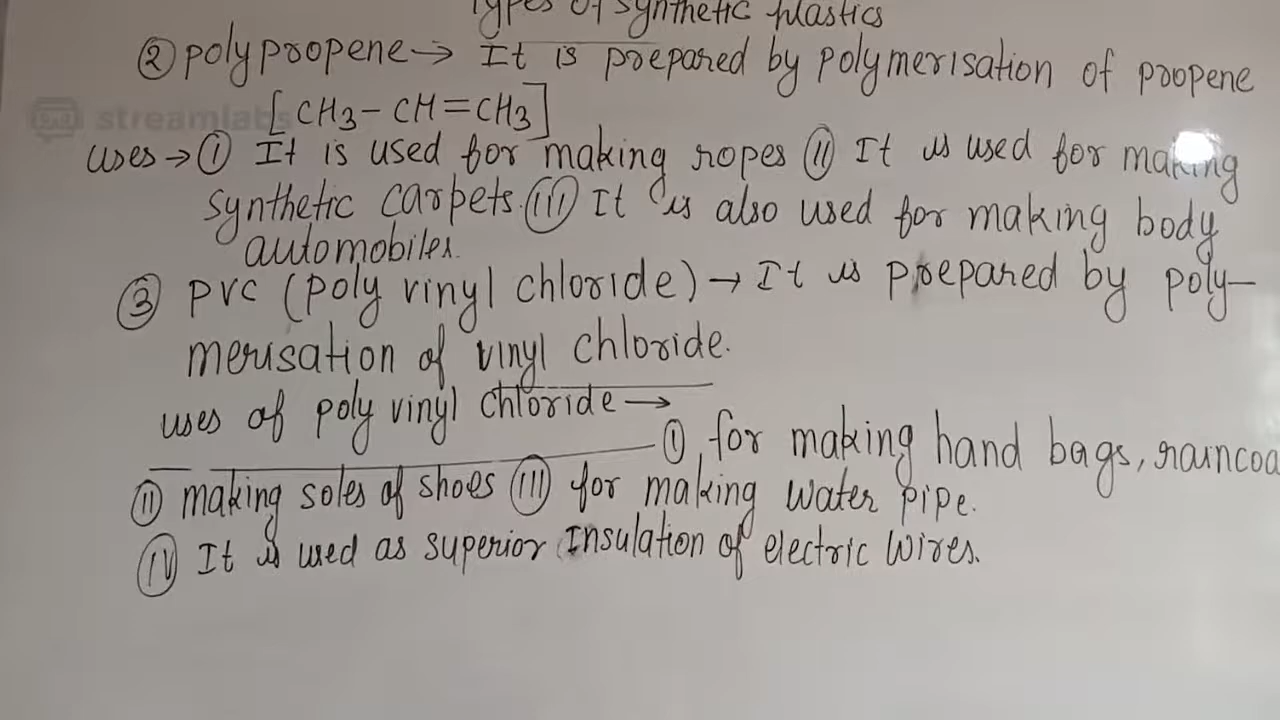 Types of synthetic plastics
② polypropene → It is prepared by polymerisation of propene
[CH3 - CH = CH3]
streamlabs
uses → ① It is used for making ropes ⑪ It is used for making
synthetic carpets. (III) It is also used for making body
automobiles.
③ PVC (poly vinyl chloride) → It is prepared by poly-
merisation of vinyl chloride.
uses of poly vinyl chloride →
① for making hand bags, raincoa
⑪ making soles of shoes (III) for making water pipe.
(IV) It is used as superior insulation of electric wires.